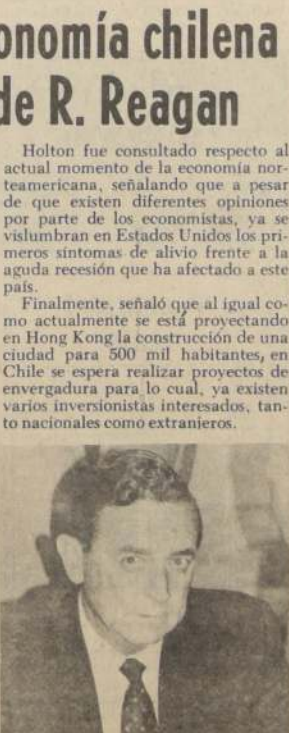 onomía chilena
de R. Reagan
Holton fue consultado respecto al
actual momento de la economía nor-
teamericana, señalando que a pesar
de que existen diferentes opiniones
por parte de los economistas, ya se
vislumbran en Estados Unidos los pri-
meros síntomas de alivio frente a la
aguda recesión que ha afectado a este
país.
Finalmente, señaló que al igual co-
mo actualmente se está proyectando
en Hong Kong la construcción de una
ciudad para 500 mil habitantes, en
Chile se espera realizar proyectos de
envergadura para lo cual, ya existen
varios inversionistas interesados, tan-
to nacionales como extranjeros.